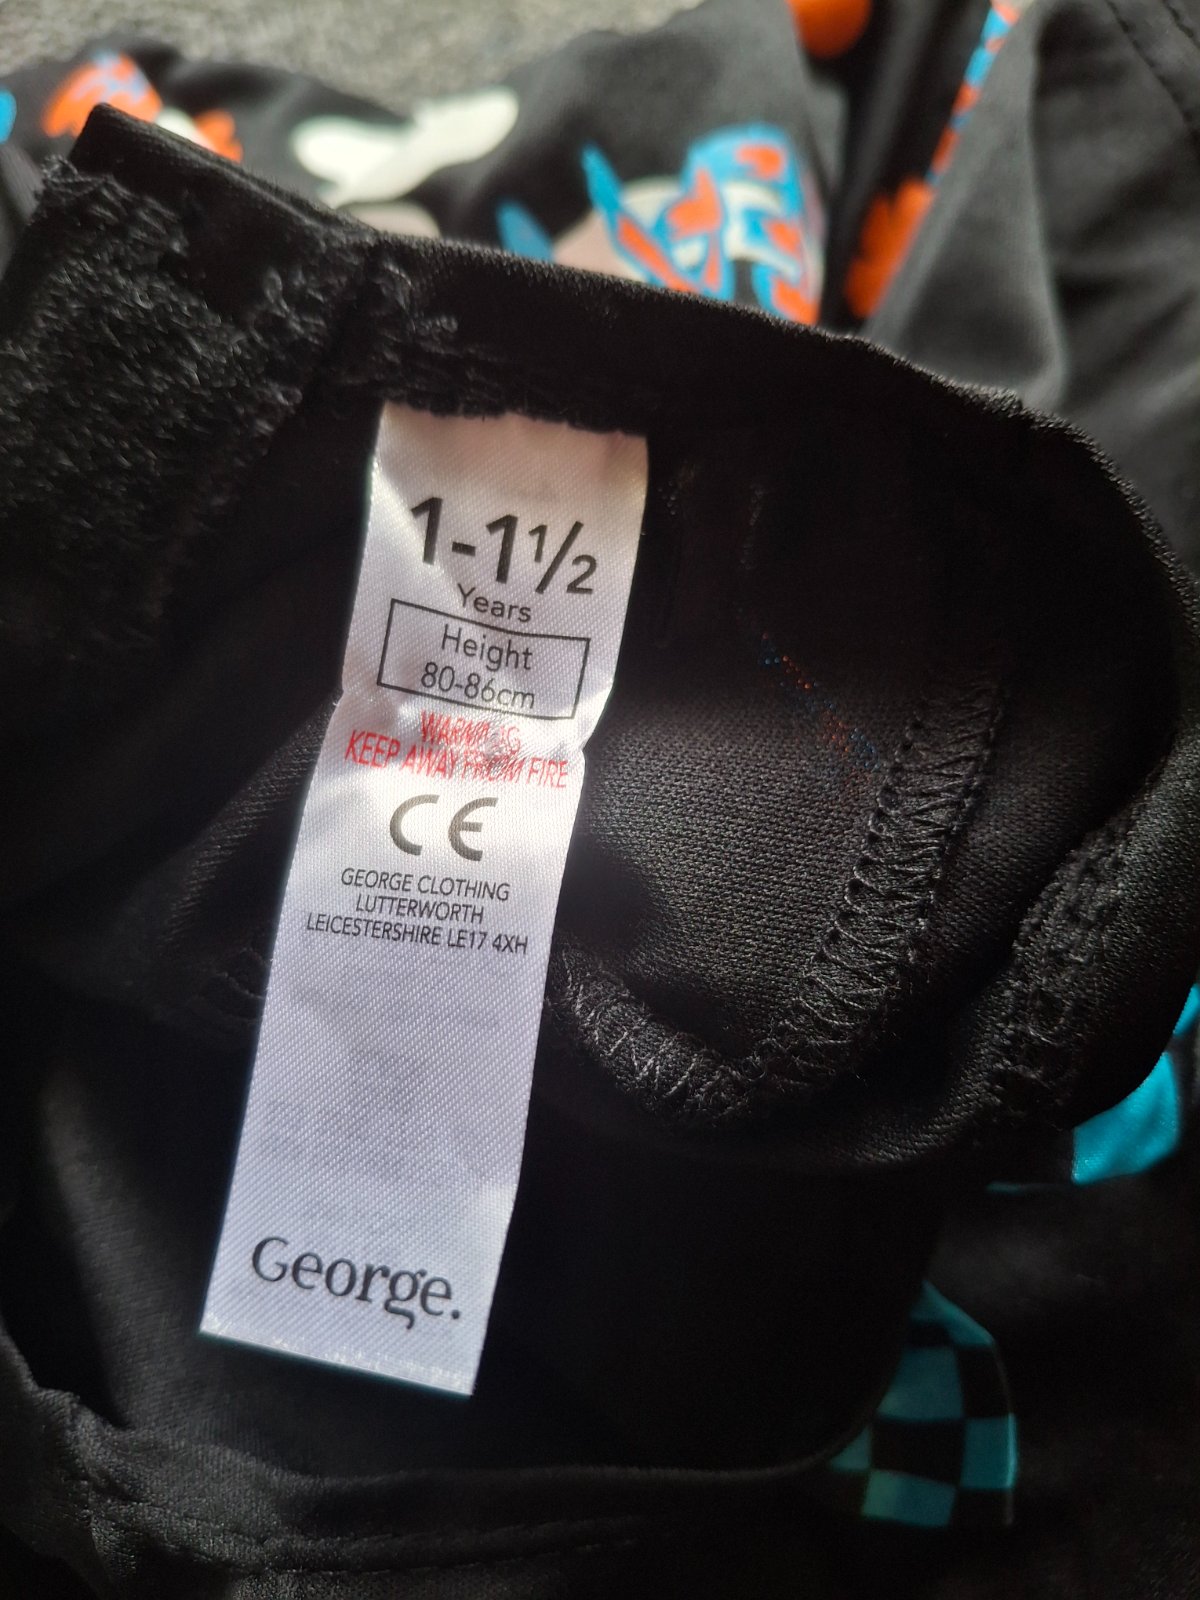 1-1½
Years
Height
80-86cm
WARNING
KEEP AWAY FROM FIRE
CE
GEORGE CLOTHING
LUTTERWORTH
LEICESTERSHIRE LE17 4XH
George.